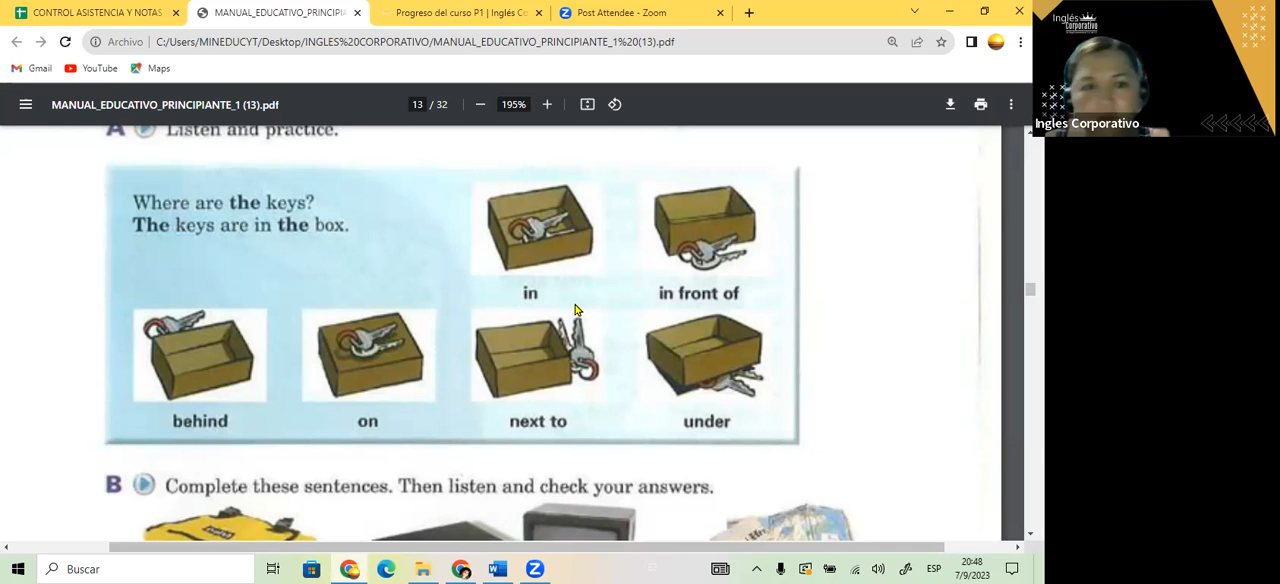 CONTROL ASISTENCIA Y NOTAS
MANUAL_EDUCATIVO_PRINCIPIA
Progreso del curso P1 | Inglés Co
Post Attendee - Zoom
Archivo
C:/Users/MINEDUCYT/Desktop/INGLES%20CORPORATIVO/MANUAL_EDUCATIVO_PRINCIPIANTE_1%20(13).pdf
Gmail
YouTube
Maps
MANUAL_EDUCATIVO_PRINCIPIANTE_1 (13).pdf
13 / 32
195%
A Listen and practice.
Where are the keys?
The keys are in the box.
in
in front of
behind
on
next to
under
B Complete these sentences. Then listen and check your answers.
Inglés
Corporativo
Ingles Corporativo
Buscar
ESP
20:48
7/9/2023